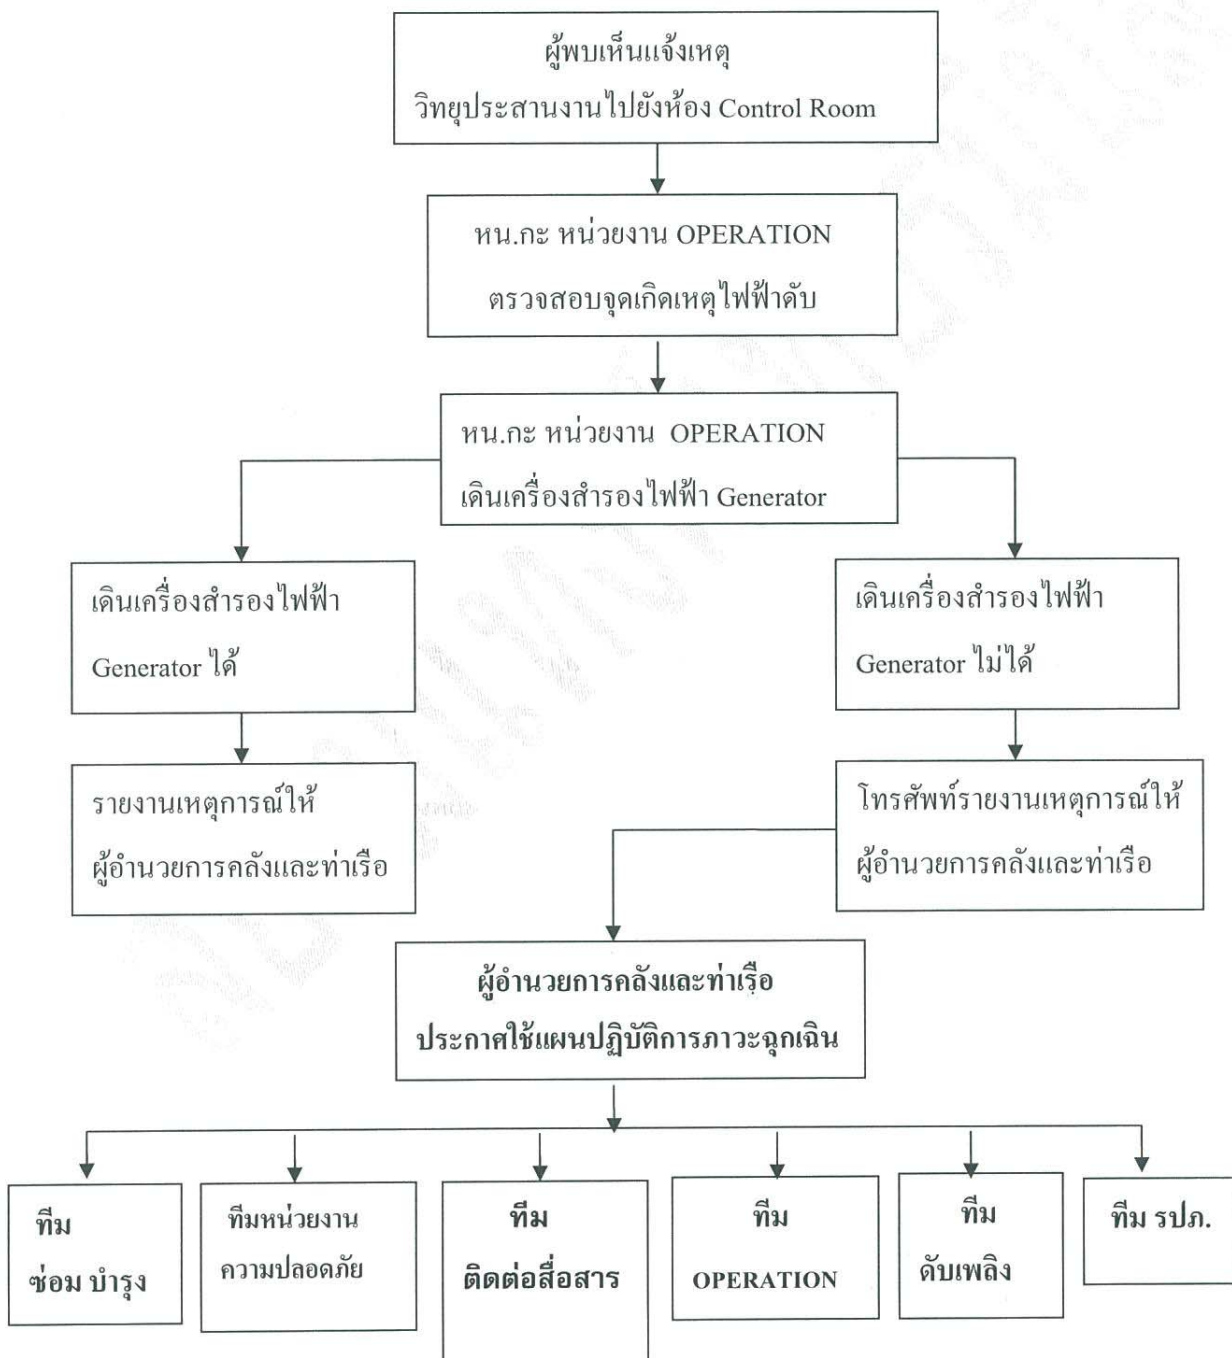 ผู้พบเห็นแจ้งเหตุ
วิทยุประสานงานไปยังห้อง Control Room
หน.กะ หน่วยงาน OPERATION
ตรวจสอบจุดเกิดเหตุไฟฟ้าดับ
หน.กะ หน่วยงาน OPERATION
เดินเครื่องสำรองไฟฟ้า Generator
เดินเครื่องสำรองไฟฟ้า
Generator ได้
เดินเครื่องสำรองไฟฟ้า
Generator ไม่ได้
รายงานเหตุการณ์ให้
ผู้อำนวยการคลังและท่าเรือ
โทรศัพท์รายงานเหตุการณ์ให้
ผู้อำนวยการคลังและท่าเรือ
ผู้อำนวยการคลังและท่าเรือ
ประกาศใช้แผนปฏิบัติการภาวะฉุกเฉิน
ทีม
ซ่อม บำรุง
ทีมหน่วยงาน
ความปลอดภัย
ทีม
ติดต่อสื่อสาร
ทีม
OPERATION
ทีม
ดับเพลิง
ทีม รปภ.